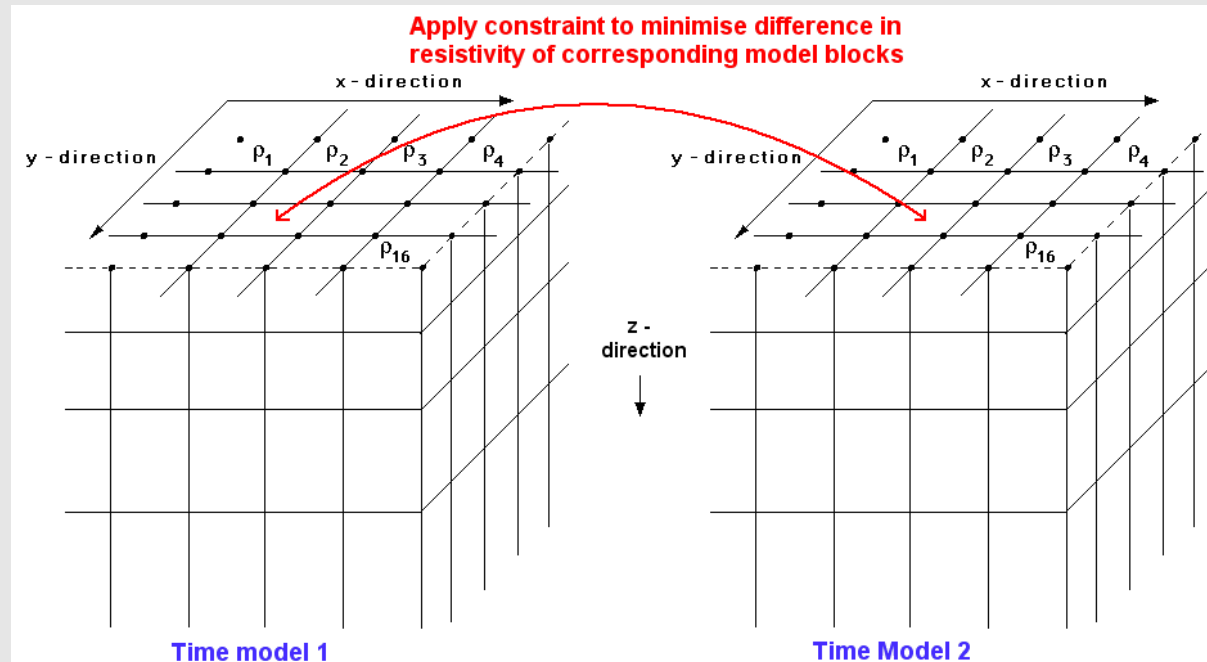 Apply constraint to minimise difference in
resistivity of corresponding model blocks
x - direction
y - direction
ρ1 ρ2 ρ3 ρ4
ρ16
x - direction
y - direction
ρ1 ρ2 ρ3 ρ4
ρ16
z -
direction
Time model 1
Time Model 2